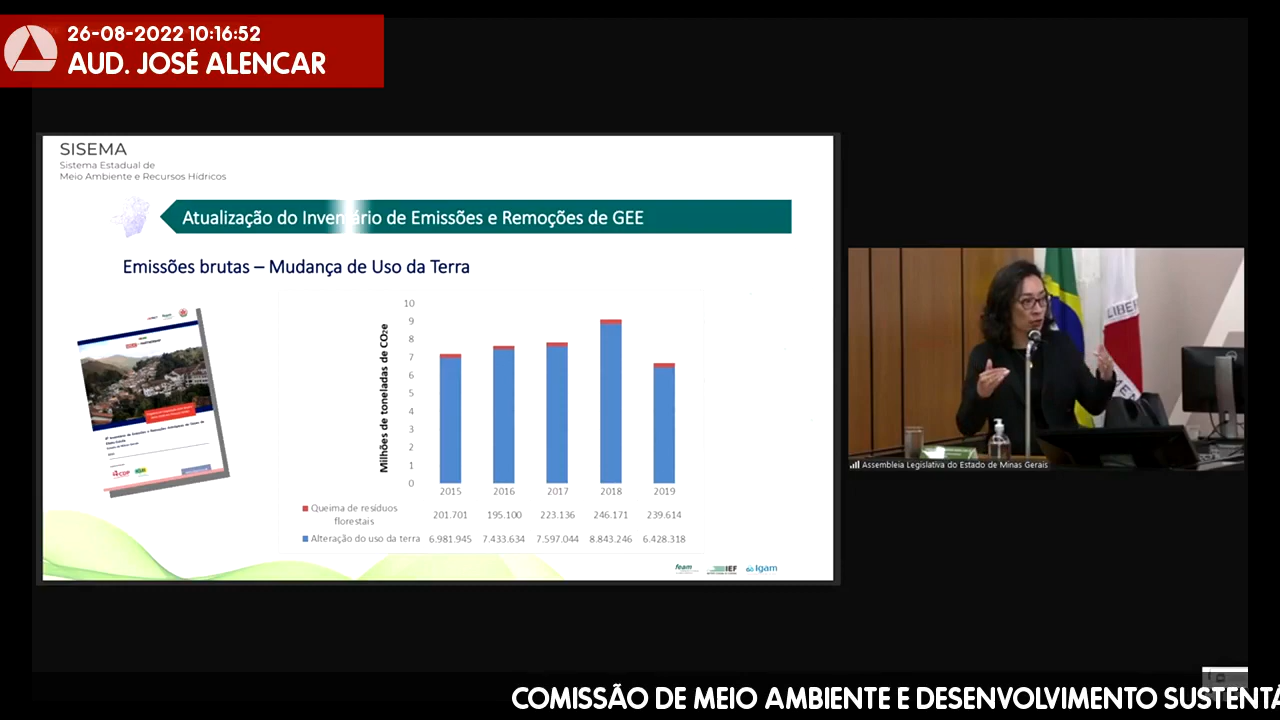 26-08-2022 10:16:52
AUD. JOSÉ ALENCAR
SISEMA
Sistema Estadual de
Meio Ambiente e Recursos Hídricos
Atualização do Inventário de Emissões e Remoções de GEE
Emissões brutas – Mudança de Uso da Terra
Milhões de toneladas de CO2e
10
9
8
7
6
5
4
3
2
1
0
2015 2016 2017 2018 2019
Queima de resíduos
florestais
201.701 195.100 223.136 246.171 239.614
Alteração do uso da terra 6.981.945 7.433.634 7.597.044 8.843.246 6.428.318
feam IEF Igam
CDP
LIBER
Assembleia Legislativa do Estado de Minas Gerais
COMISSÃO DE MEIO AMBIENTE E DESENVOLVIMENTO SUSTENTÁ